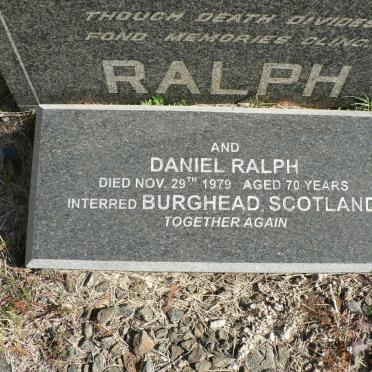 THOUGH DEATH DIVIDES
FOND MEMORIES CLING
RALPH
AND
DANIEL RALPH
DIED NOV. 29TH 1979 AGED 70 YEARS
INTERRED BURGHEAD, SCOTLAND
TOGETHER AGAIN